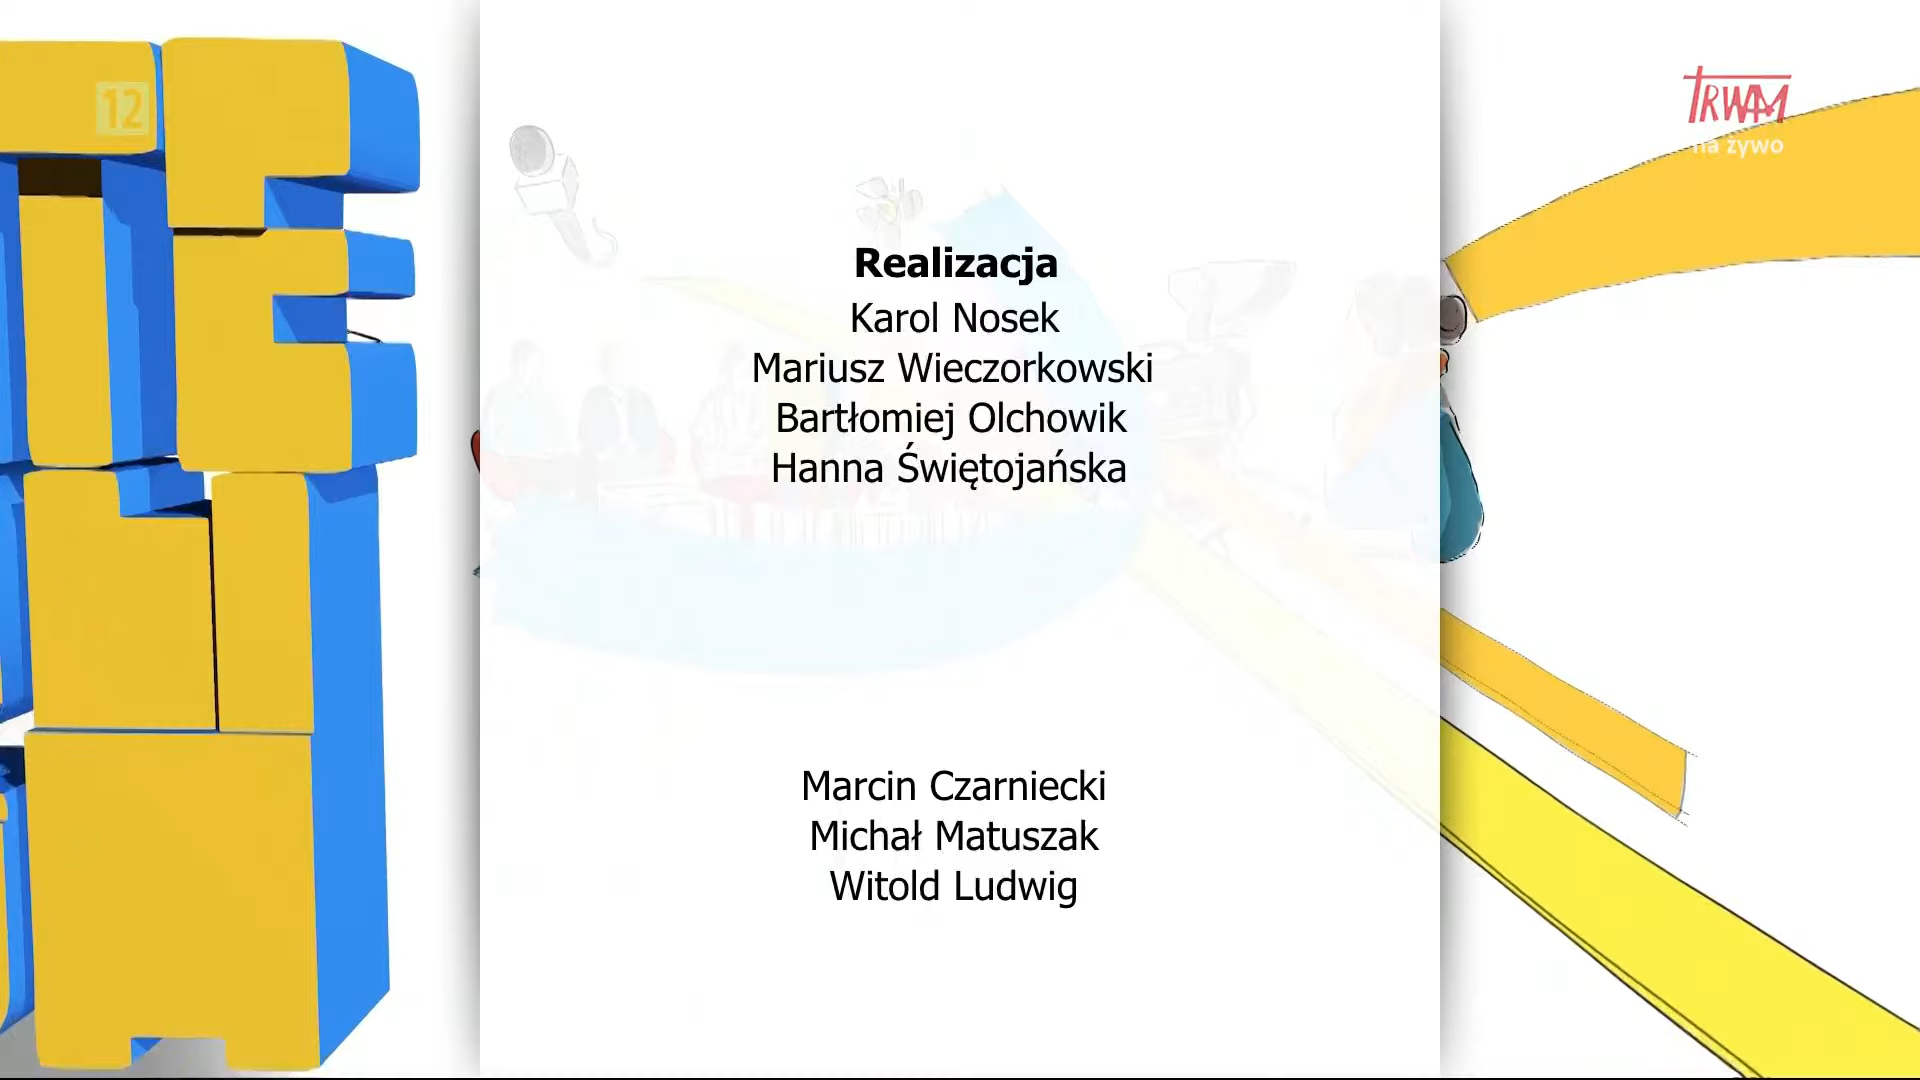 12
TRWAM
na żywo
Realizacja
Karol Nosek
Mariusz Wieczorkowski
Bartłomiej Olchowik
Hanna Świętojańska
Marcin Czarniecki
Michał Matuszak
Witold Ludwig